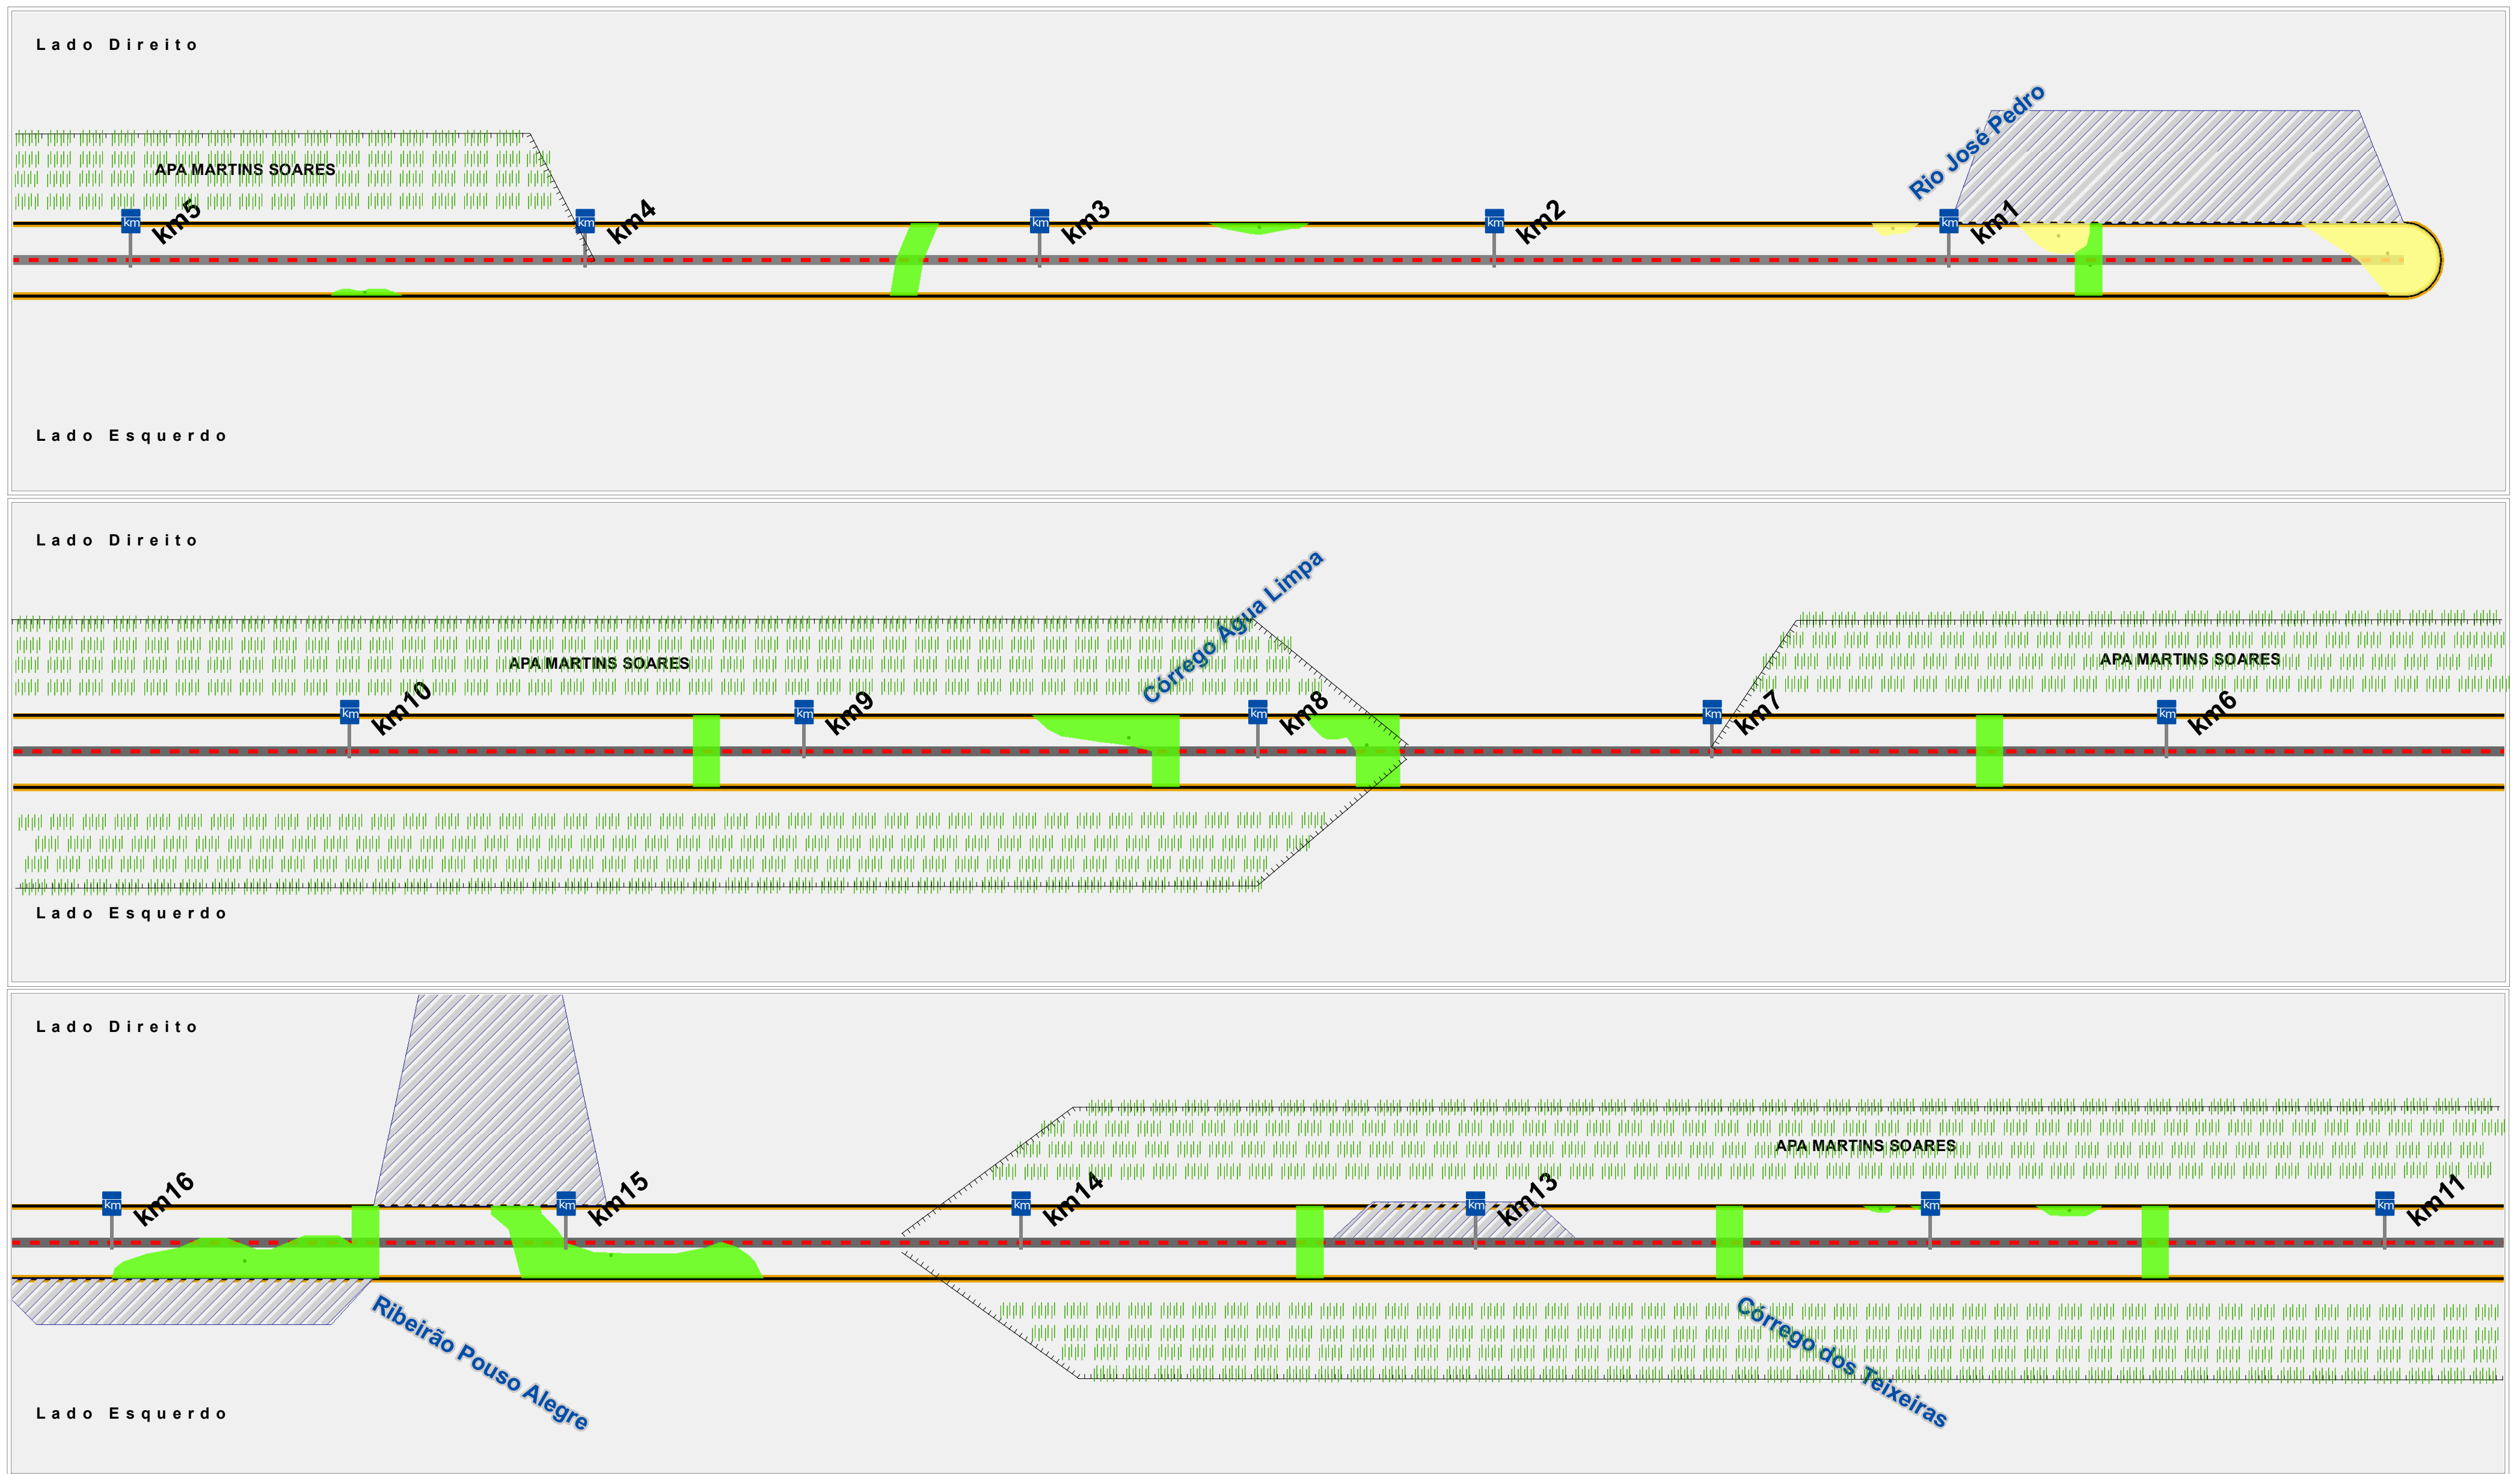 Lado Direito
Rio José Pedro
APA MARTINS SOARES
km km5
km km4
km km3
km km2
km km1
Lado Esquerdo
Lado Direito
Córrego Agua Limpa
APA MARTINS SOARES
APA MARTINS SOARES
km km10
km km9
km km8
km km7
km km6
Lado Esquerdo
Lado Direito
APA MARTINS SOARES
km km16
km km15
km km14
km km13
km
km km11
Ribeirão Pouso Alegre
Córrego dos Teixeiras
Lado Esquerdo